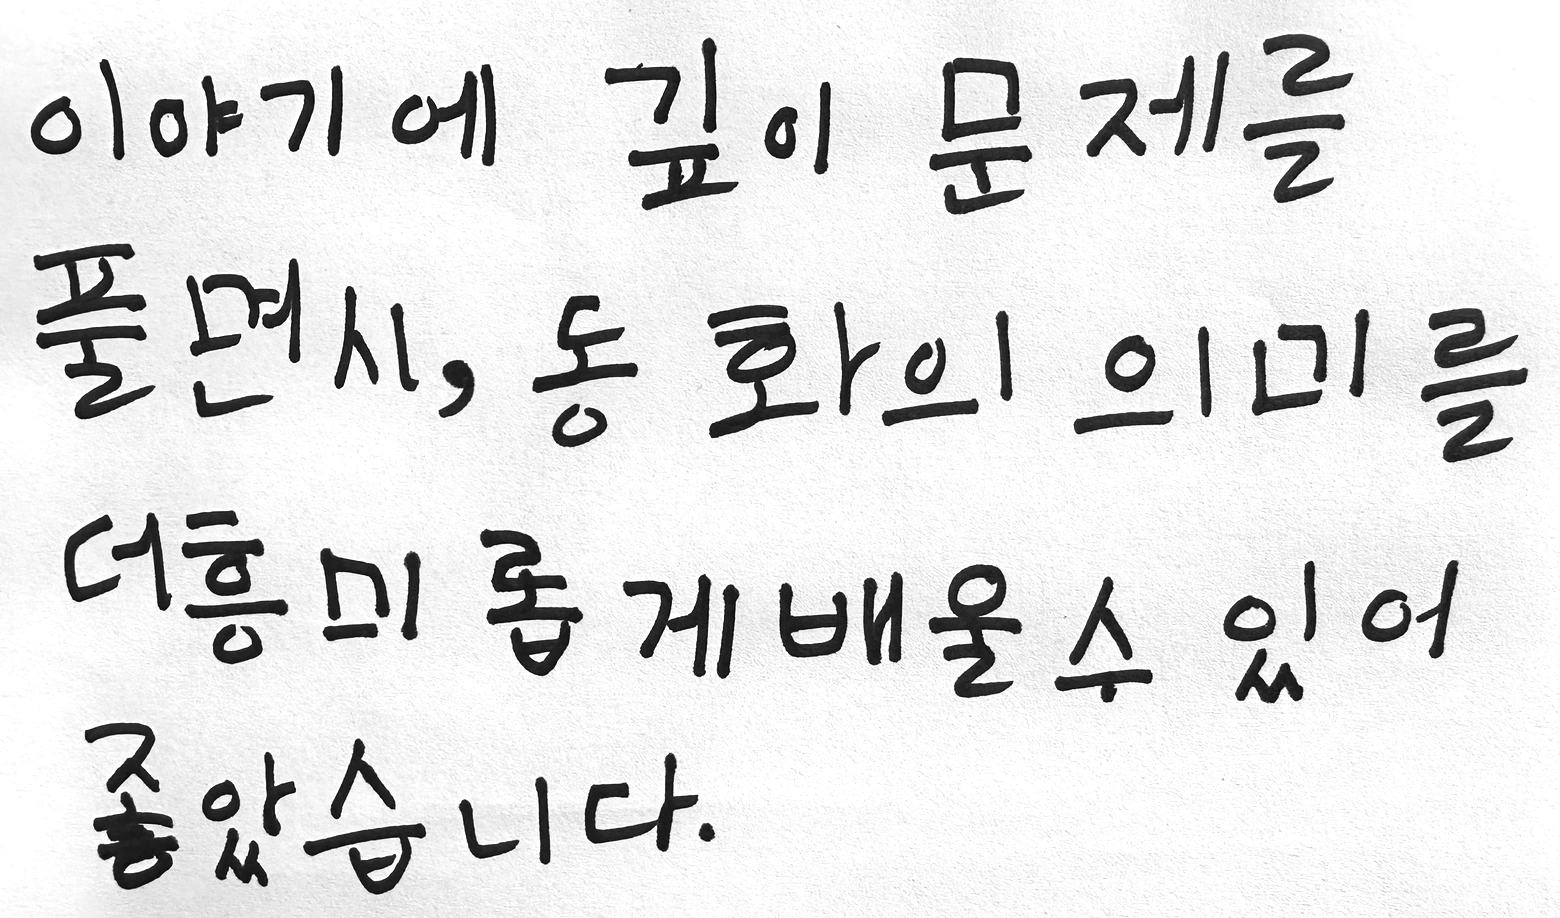 이야기에 깊이 문제를
풀면시, 동화의 의미를
더흥미롭게 배울수 있어
좋았습니다.